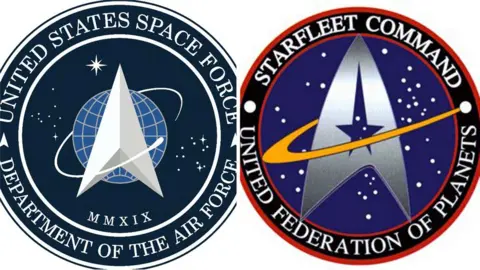 UNITED STATES SPACE FORCE
MMXIX
DEPARTMENT OF THE AIR FORCE
STARFLEET COMMAND
UNITED FEDERATION OF PLANETS